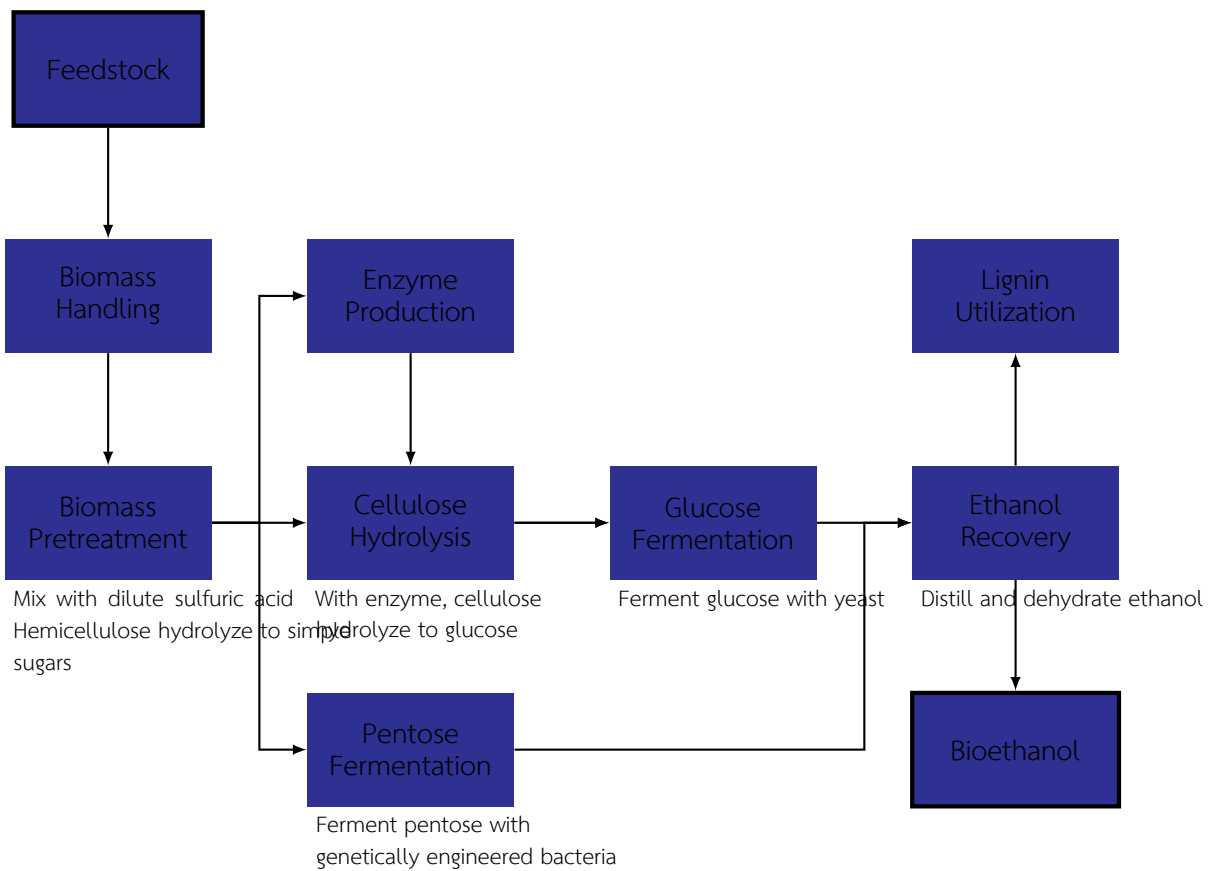 Feedstock
Biomass
Handling
Enzyme
Production
Lignin
Utilization
Biomass
Pretreatment
Cellulose
Hydrolysis
Glucose
Fermentation
Ethanol
Recovery
Mix with dilute sulfuric acid
Hemicellulose hydrolyze to simple
sugars
With enzyme, cellulose
hydrolyze to glucose
Ferment glucose with yeast
Distill and dehydrate ethanol
Pentose
Fermentation
Bioethanol
Ferment pentose with
genetically engineered bacteria